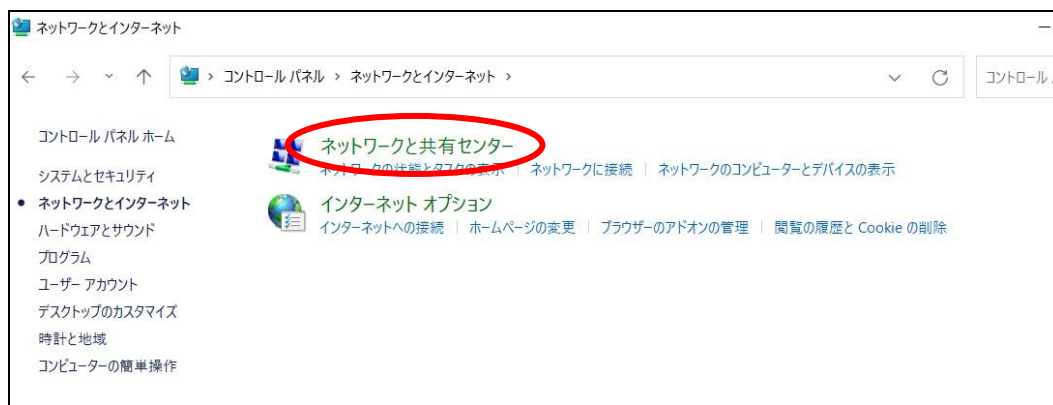 ネットワークとインターネット
コントロール パネル › ネットワークとインターネット ›
コントロール
コントロール パネル ホーム
システムとセキュリティ
ネットワークとインターネット
ハードウェアとサウンド
プログラム
ユーザー アカウント
デスクトップのカスタマイズ
時計と地域
コンピューターの簡単操作
ネットワークと共有センター
ネットワークの状態とタスクの表示 | ネットワークに接続 | ネットワークのコンピューターとデバイスの表示
インターネット オプション
インターネットへの接続 | ホームページの変更 | ブラウザーのアドオンの管理 | 閲覧の履歴と Cookie の削除